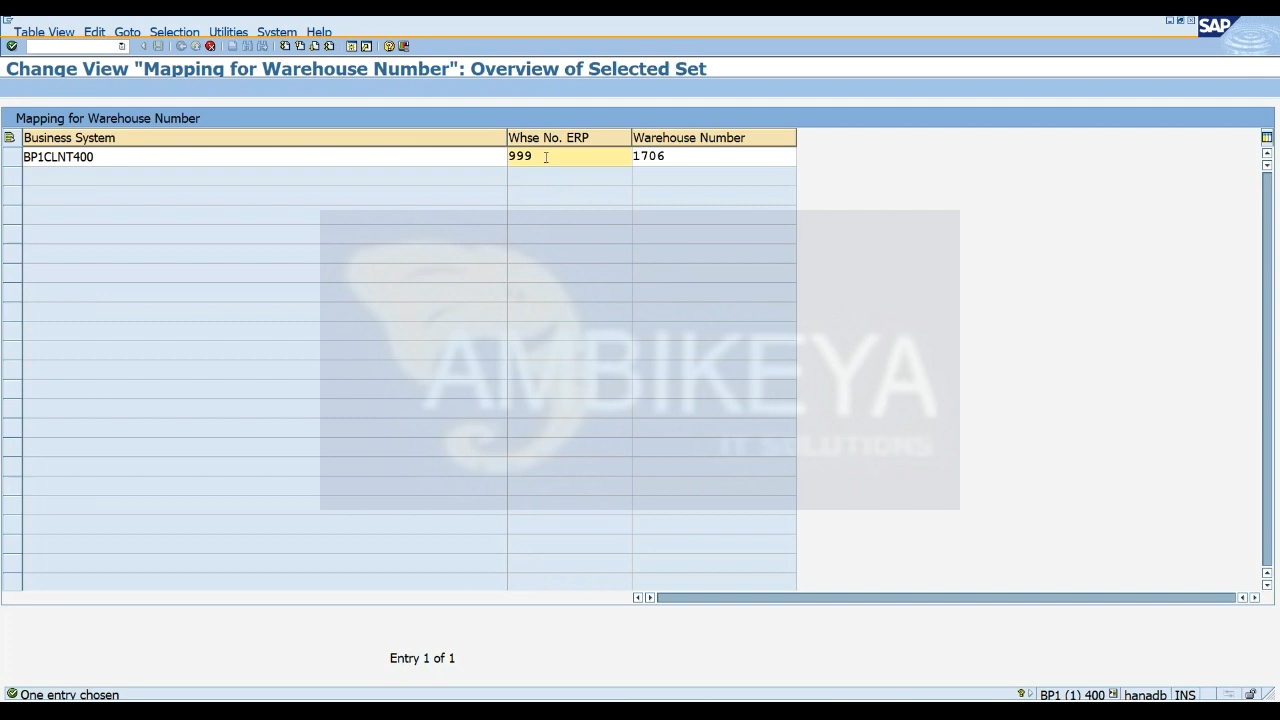 Table View Edit Goto Selection Utilities System Help
SAP
Change View "Mapping for Warehouse Number": Overview of Selected Set
Mapping for Warehouse Number
Business System Whse No. ERP Warehouse Number
BP1CLNT400 999 1706
AMBIKEYA
IT SOLUTIONS
Entry 1 of 1
One entry chosen BP1 (1) 400 hanadb INS